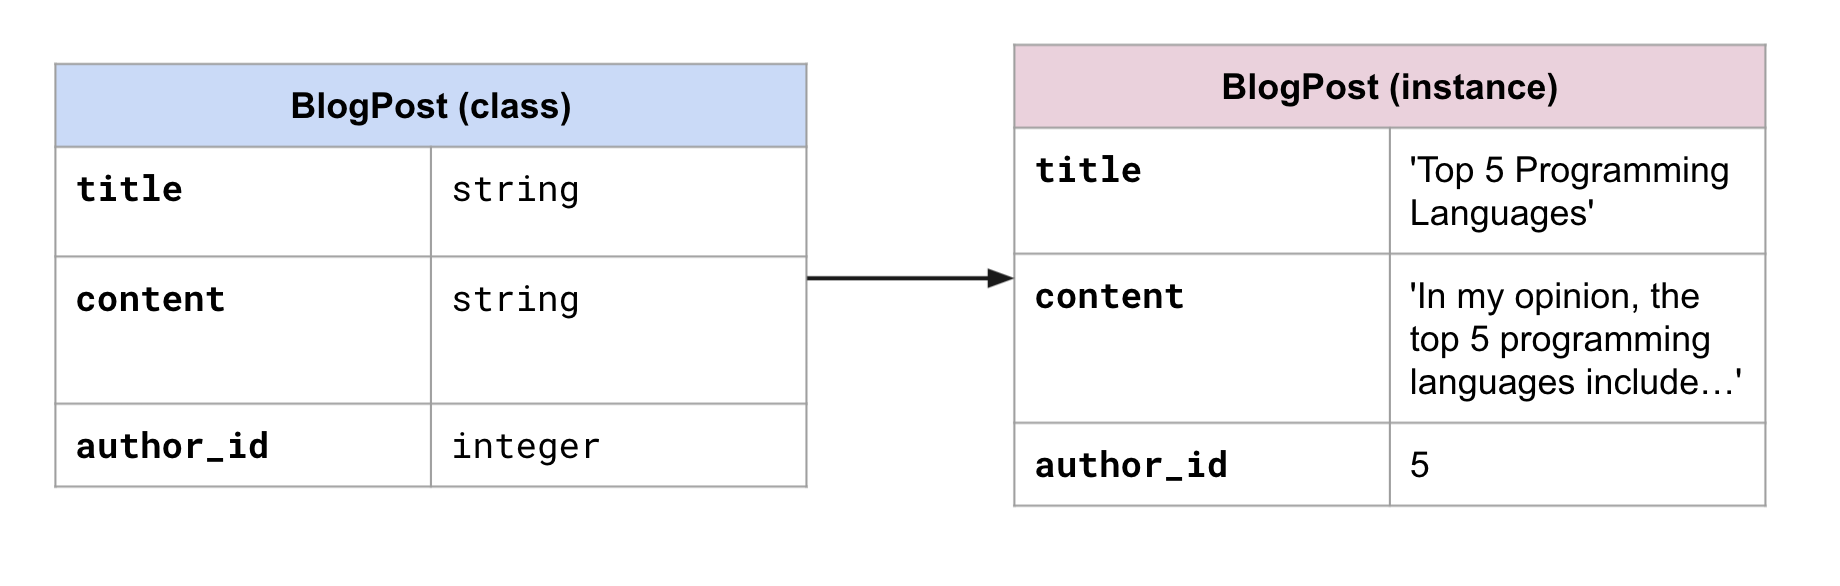 BlogPost (class)
title string
content string
author_id integer
BlogPost (instance)
title 'Top 5 Programming
Languages'
content 'In my opinion, the
top 5 programming
languages include…'
author_id 5